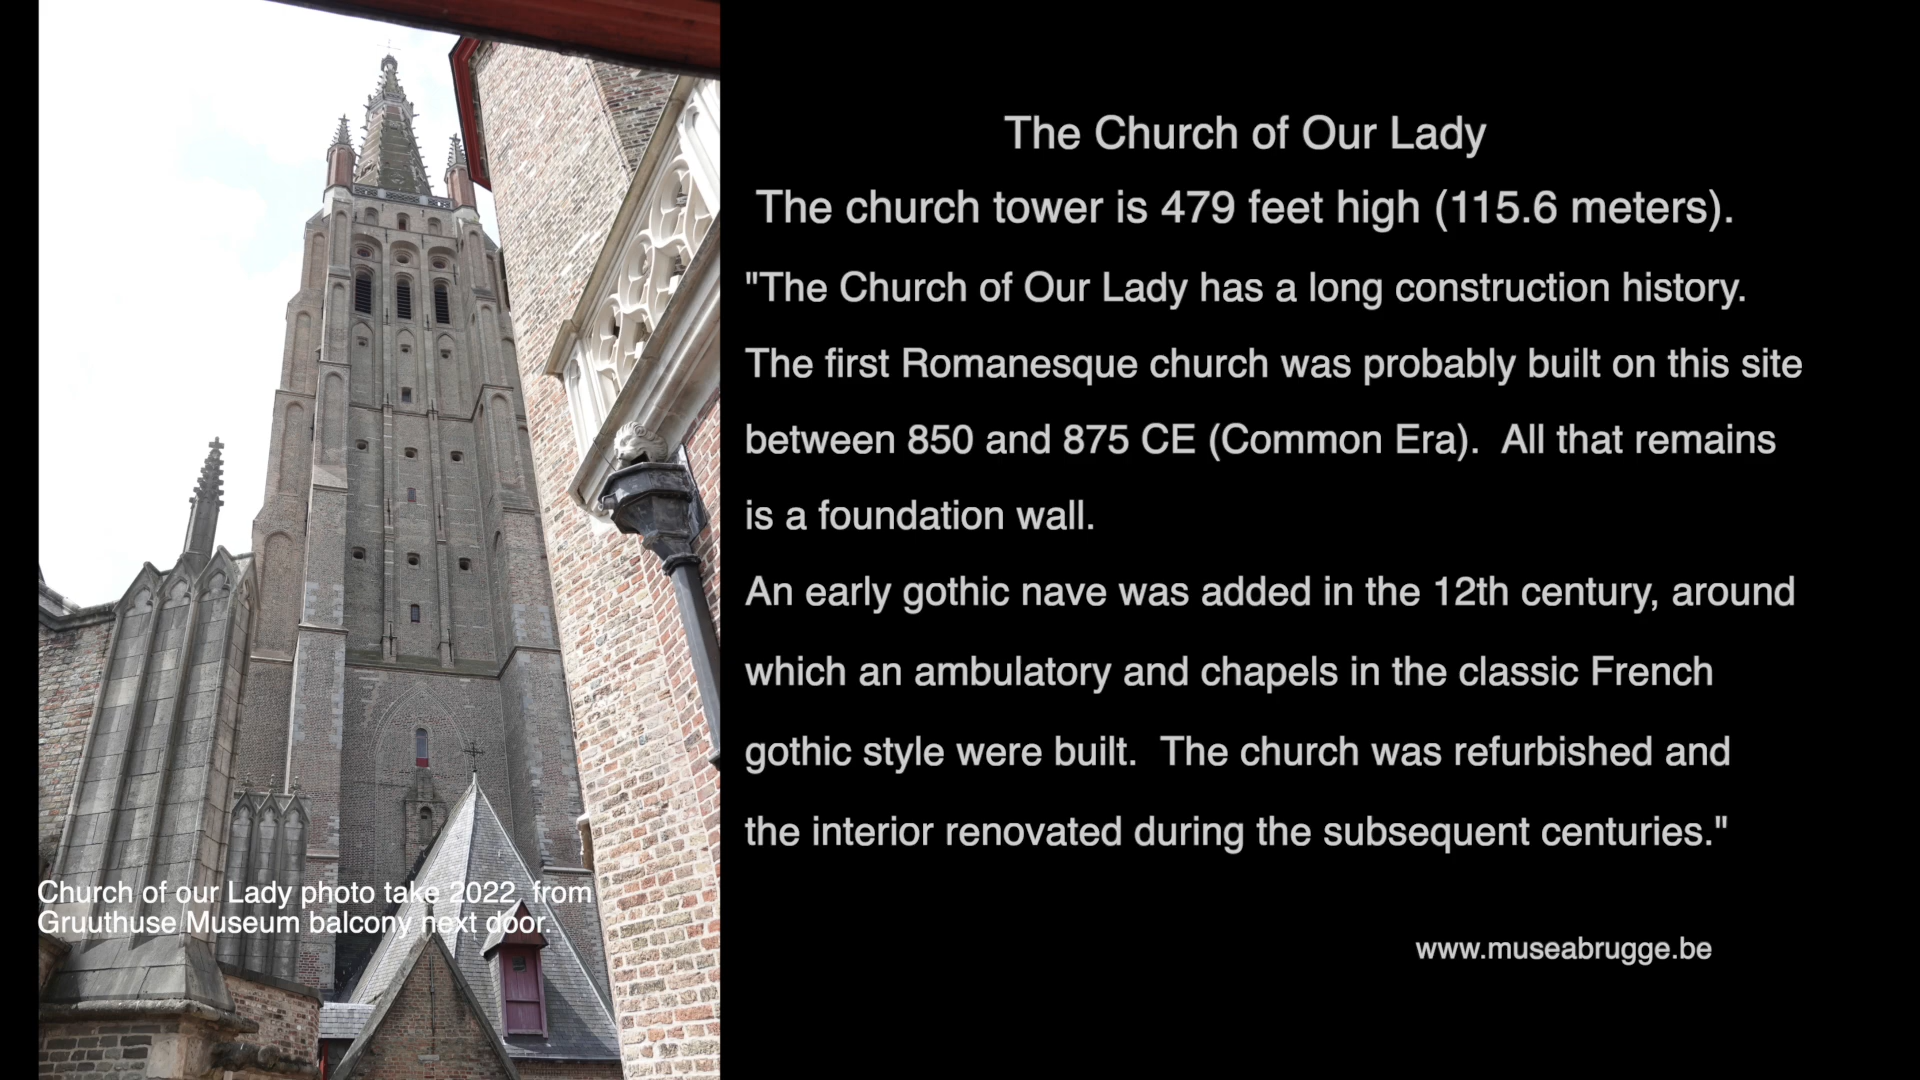 The Church of Our Lady
The church tower is 479 feet high (115.6 meters).
"The Church of Our Lady has a long construction history.
The first Romanesque church was probably built on this site
between 850 and 875 CE (Common Era).  All that remains
is a foundation wall.
An early gothic nave was added in the 12th century, around
which an ambulatory and chapels in the classic French
gothic style were built.  The church was refurbished and
the interior renovated during the subsequent centuries."
www.museabrugge.be
Church of our Lady photo take 2022, from
Gruuthuse Museum balcony next door.